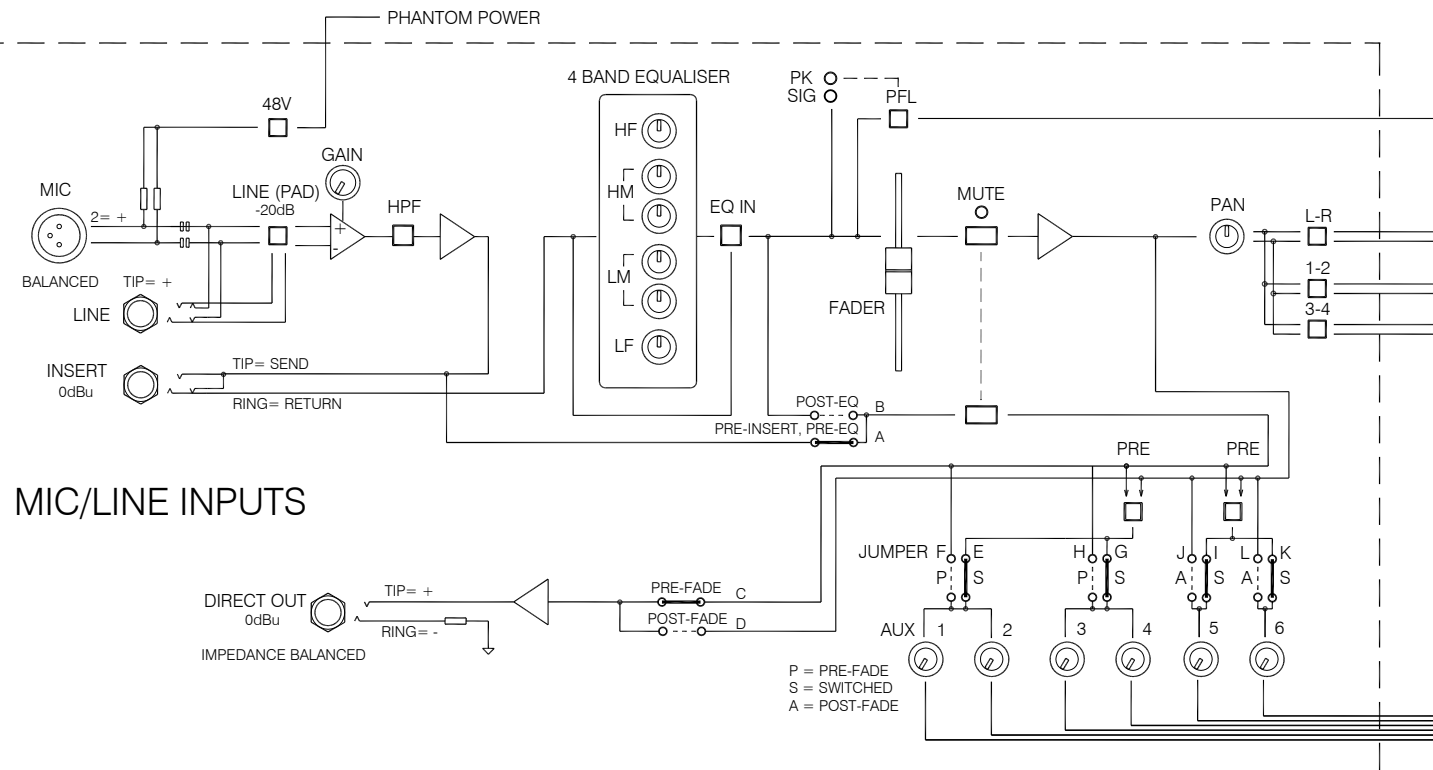 PHANTOM POWER
4 BAND EQUALISER
PK
SIG
PFL
48V
HF
GAIN
MIC
LINE (PAD)
-20dB
HPF
HM
EQ IN
MUTE
PAN
L-R
2= +
+
-
BALANCED
TIP= +
LM
1-2
LINE
FADER
3-4
LF
INSERT
0dBu
TIP= SEND
RING= RETURN
POST-EQ
B
PRE-INSERT, PRE-EQ
A
PRE
PRE
MIC/LINE INPUTS
JUMPER
F
E
H
G
J
I
L
K
P
S
P
S
A
S
A
S
DIRECT OUT
0dBu
TIP= +
RING= -
IMPEDANCE BALANCED
PRE-FADE
C
POST-FADE
D
AUX
1
2
3
4
5
6
P = PRE-FADE
S = SWITCHED
A = POST-FADE